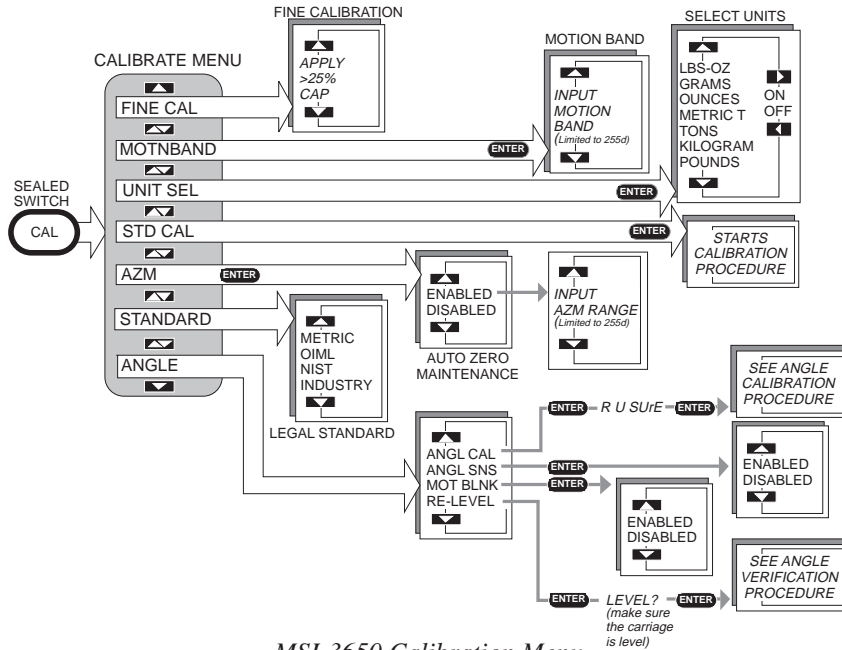 FINE CALIBRATION
APPLY
>25%
CAP
CALIBRATE MENU
FINE CAL
MOTNBAND
ENTER
UNIT SEL
ENTER
STD CAL
ENTER
AZM
ENTER
STANDARD
ANGLE
SEALED
SWITCH
CAL
MOTION BAND
INPUT
MOTION
BAND
(Limited to 255d)
SELECT UNITS
LBS-OZ
GRAMS
OUNCES
METRIC T
TONS
KILOGRAM
POUNDS
ON
OFF
STARTS
CALIBRATION
PROCEDURE
ENABLED
DISABLED
AUTO ZERO
MAINTENANCE
INPUT
AZM RANGE
(Limited to 255d)
METRIC
OIML
NIST
INDUSTRY
LEGAL STANDARD
ANGL CAL
ANGL SNS
MOT BLNK
RE-LEVEL
ENTER
R U SUrE
ENTER
SEE ANGLE
CALIBRATION
PROCEDURE
ENTER
ENABLED
DISABLED
ENTER
ENABLED
DISABLED
ENTER
LEVEL?
(make sure
the carriage
is level)
ENTER
SEE ANGLE
VERIFICATION
PROCEDURE
MSI-3650 Calibration Menu